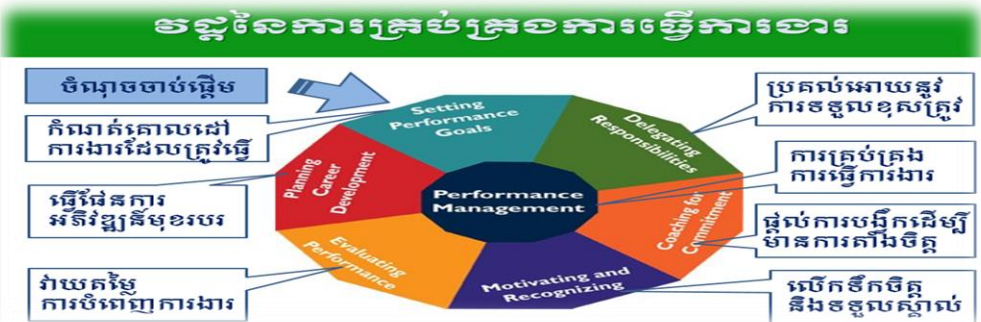 វដ្តនៃការគ្រប់គ្រងការធ្វើការងារ
ចំណុចចាប់ផ្តើម
កំណត់គោលដៅ
ការងារដែលត្រូវធ្វើ
ធ្វើផែនការ
អភិវឌ្ឍន៍មុខរបរ
វាយតម្លៃ
ការបំពេញការងារ
Setting
Performance
Goals
Delegating
Responsibilities
Planning
Career
Development
Performance
Management
Coaching for
Commitment
Evaluating
Performance
Motivating and
Recognizing
ប្រគល់អោយនូវ
ការទទួលខុសត្រូវ
ការគ្រប់គ្រង
ការធ្វើការងារ
ផ្តល់ការបង្វឹកដើម្បី
មានការតាំងចិត្ត
លើកទឹកចិត្ត
និងទទួលស្គាល់